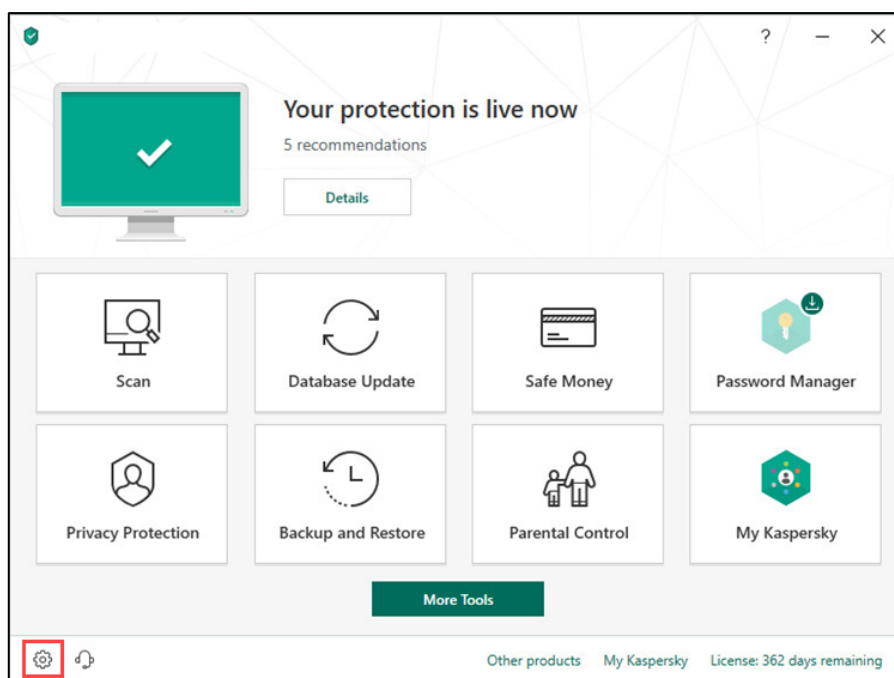 ?
Your protection is live now
5 recommendations
Details
Scan
Database Update
Safe Money
Password Manager
Privacy Protection
Backup and Restore
Parental Control
My Kaspersky
More Tools
Other products My Kaspersky License: 362 days remaining